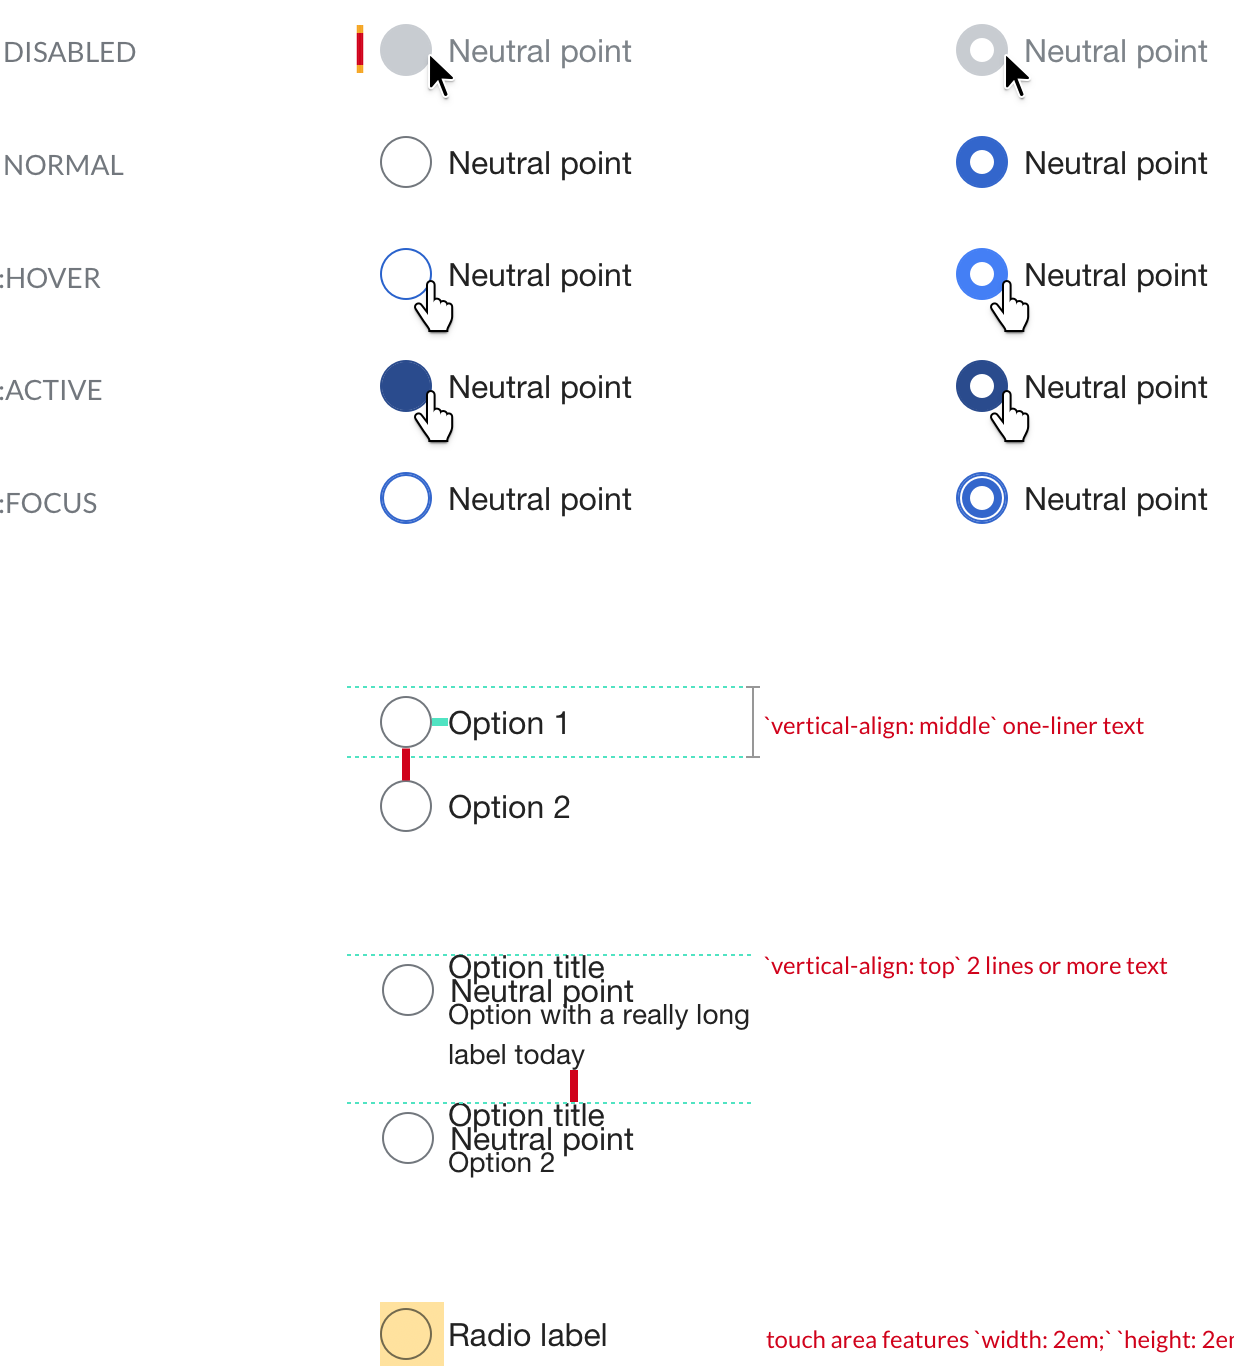 DISABLED Neutral point Neutral point
NORMAL Neutral point Neutral point
:HOVER Neutral point Neutral point
:ACTIVE Neutral point Neutral point
:FOCUS Neutral point Neutral point
Option 1 `vertical-align: middle` one-liner text
Option 2
Option title `vertical-align: top` 2 lines or more text
Neutral point
Option with a really long
label today
Option title
Neutral point
Option 2
Radio label touch area features `width: 2em;` `height: 2em